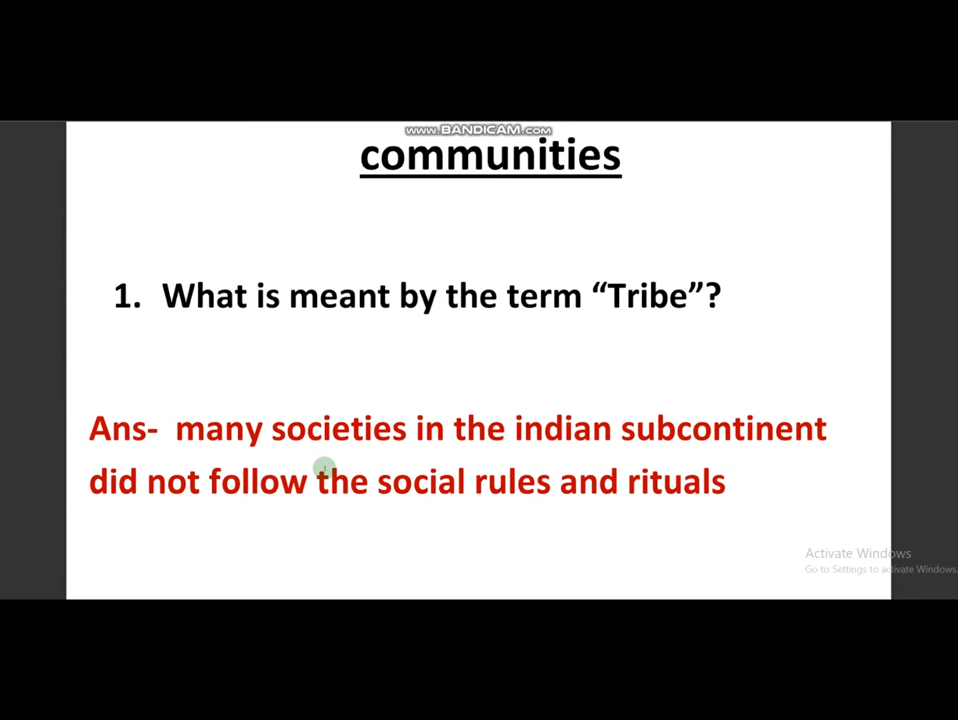 www.BANDICAM.com
communities
1. What is meant by the term “Tribe”?
Ans- many societies in the indian subcontinent
did not follow the social rules and rituals
Activate Windows
Go to Settings to activate Windows.